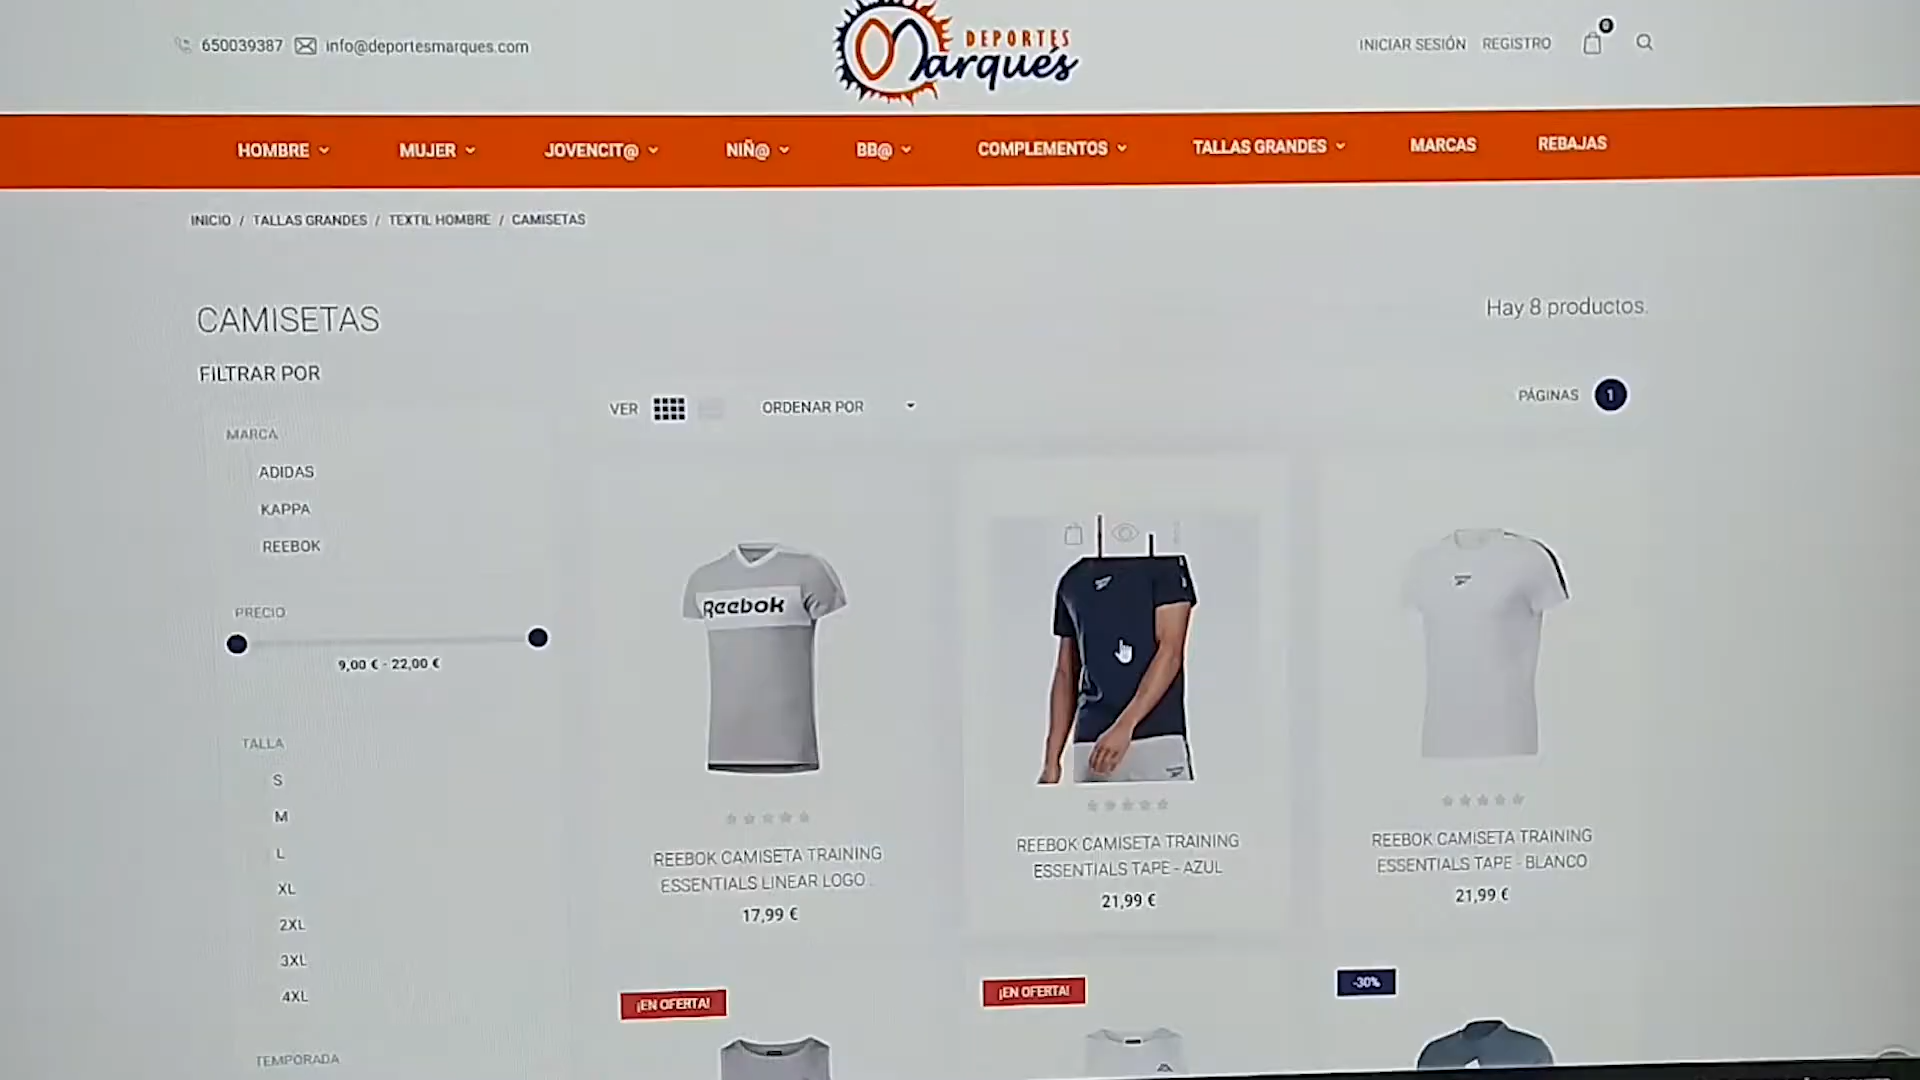 650039387 info@deportesmarques.com
DEPORTES
Marqués
INICIAR SESIÓN REGISTRO 0
HOMBRE MUJER JOVENCIT@ NIÑ@ BB@ COMPLEMENTOS TALLAS GRANDES MARCAS REBAJAS
INICIO / TALLAS GRANDES / TEXTIL HOMBRE / CAMISETAS
CAMISETAS
Hay 8 productos.
FILTRAR POR
MARCA
ADIDAS
KAPPA
REEBOK
PRECIO
9,00 € - 22,00 €
TALLA
S
M
L
XL
2XL
3XL
4XL
TEMPORADA
VER ORDENAR POR
PÁGINAS 1
Reebok
REEBOK CAMISETA TRAINING
ESSENTIALS LINEAR LOGO .
17,99 €
REEBOK CAMISETA TRAINING
ESSENTIALS TAPE - AZUL
21,99 €
REEBOK CAMISETA TRAINING
ESSENTIALS TAPE - BLANCO
21,99 €
¡EN OFERTA!
¡EN OFERTA!
-30%